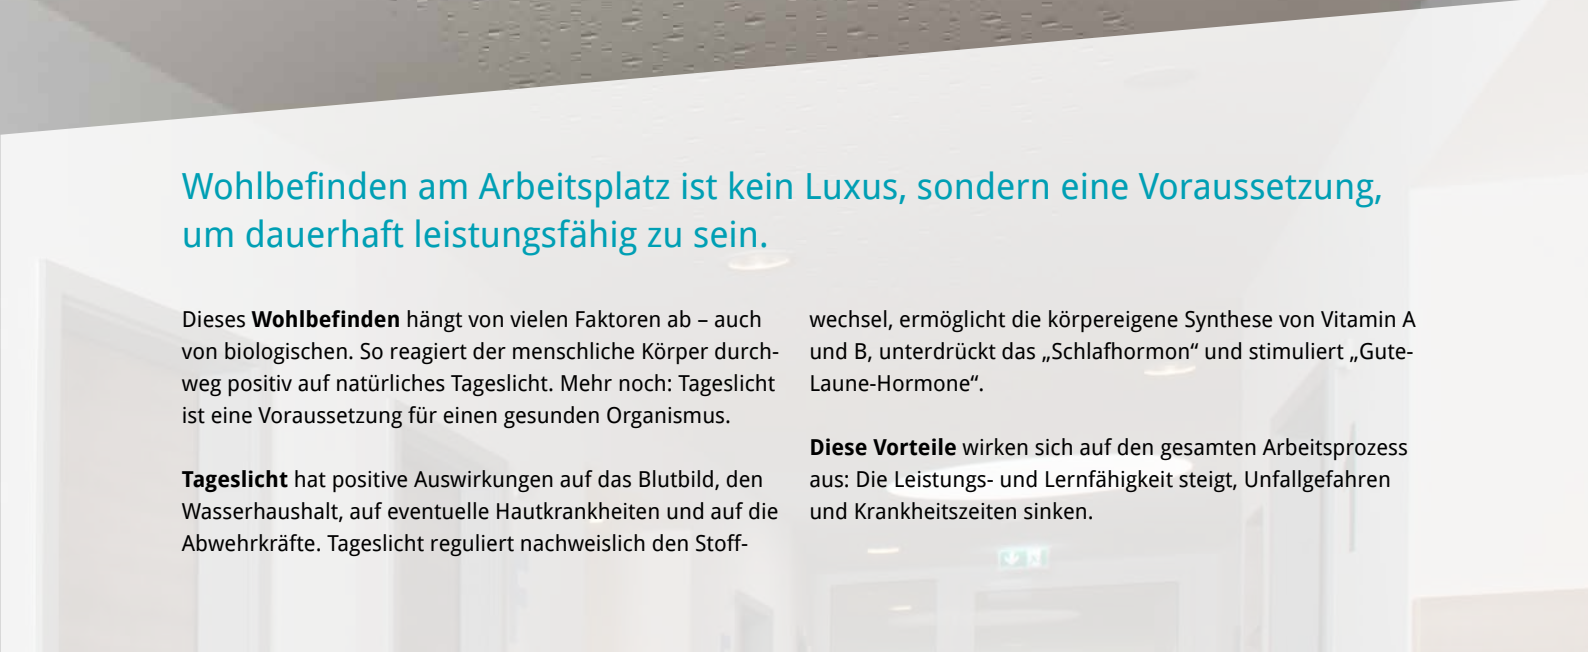 Wohlbefinden am Arbeitsplatz ist kein Luxus, sondern eine Voraussetzung,
um dauerhaft leistungsfähig zu sein.
Dieses Wohlbefinden hängt von vielen Faktoren ab – auch
von biologischen. So reagiert der menschliche Körper durch-
weg positiv auf natürliches Tageslicht. Mehr noch: Tageslicht
ist eine Voraussetzung für einen gesunden Organismus.
Tageslicht hat positive Auswirkungen auf das Blutbild, den
Wasserhaushalt, auf eventuelle Hautkrankheiten und auf die
Abwehrkräfte. Tageslicht reguliert nachweislich den Stoff-
wechsel, ermöglicht die körpereigene Synthese von Vitamin A
und B, unterdrückt das „Schlafhormon“ und stimuliert „Gute-
Laune-Hormone“.
Diese Vorteile wirken sich auf den gesamten Arbeitsprozess
aus: Die Leistungs- und Lernfähigkeit steigt, Unfallgefahren
und Krankheitszeiten sinken.